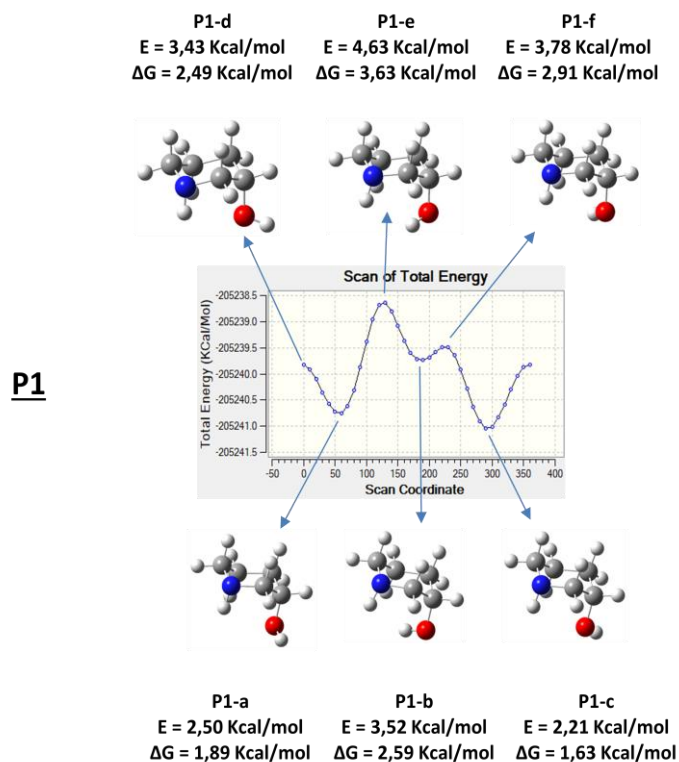 P1-d
E = 3,43 Kcal/mol
ΔG = 2,49 Kcal/mol
P1-e
E = 4,63 Kcal/mol
ΔG = 3,63 Kcal/mol
P1-f
E = 3,78 Kcal/mol
ΔG = 2,91 Kcal/mol
P1
Scan of Total Energy
Total Energy (KCal/Mol)
-205238.5
-205239.0
-205239.5
-205240.0
-205240.5
-205241.0
-205241.5
-50 0 50 100 150 200 250 300 350 400
Scan Coordinate
P1-a
E = 2,50 Kcal/mol
ΔG = 1,89 Kcal/mol
P1-b
E = 3,52 Kcal/mol
ΔG = 2,59 Kcal/mol
P1-c
E = 2,21 Kcal/mol
ΔG = 1,63 Kcal/mol